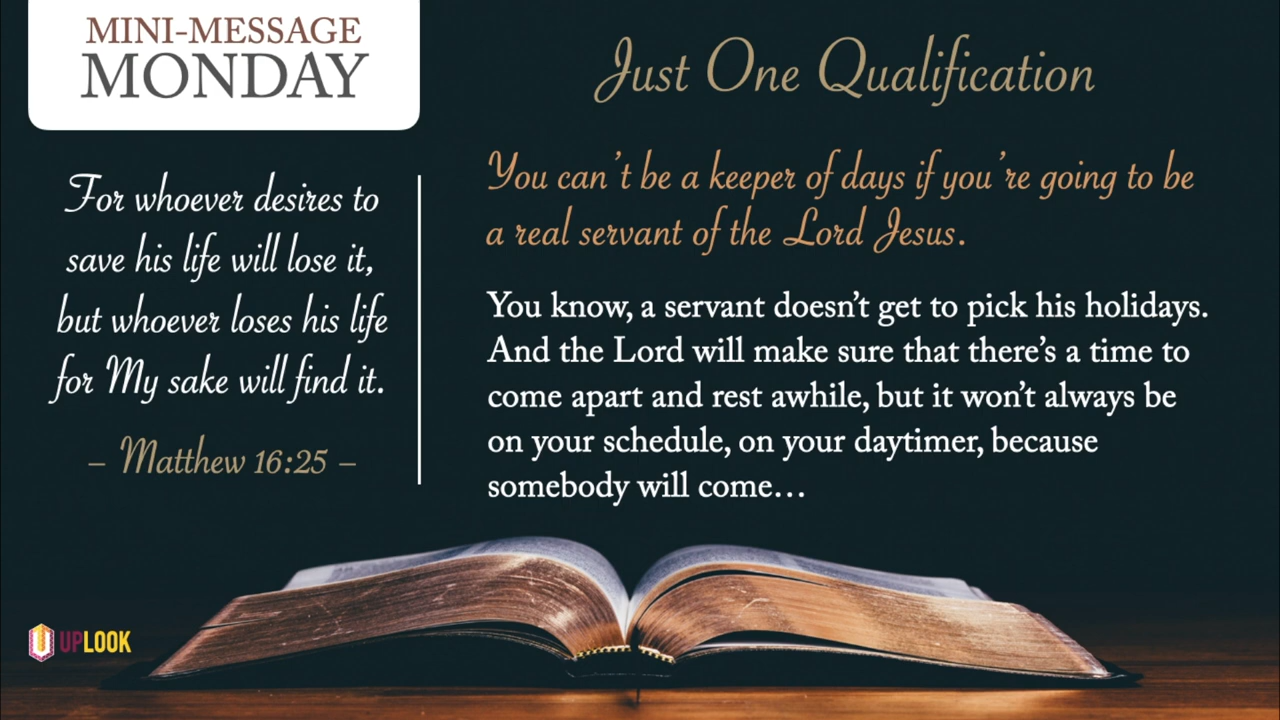 MINI-MESSAGE
MONDAY
For whoever desires to
save his life will lose it,
but whoever loses his life
for My sake will find it.
– Matthew 16:25 –
Just One Qualification
You can’t be a keeper of days if you’re going to be
a real servant of the Lord Jesus.
You know, a servant doesn’t get to pick his holidays.
And the Lord will make sure that there’s a time to
come apart and rest awhile, but it won’t always be
on your schedule, on your daytimer, because
somebody will come…
UPLOOK